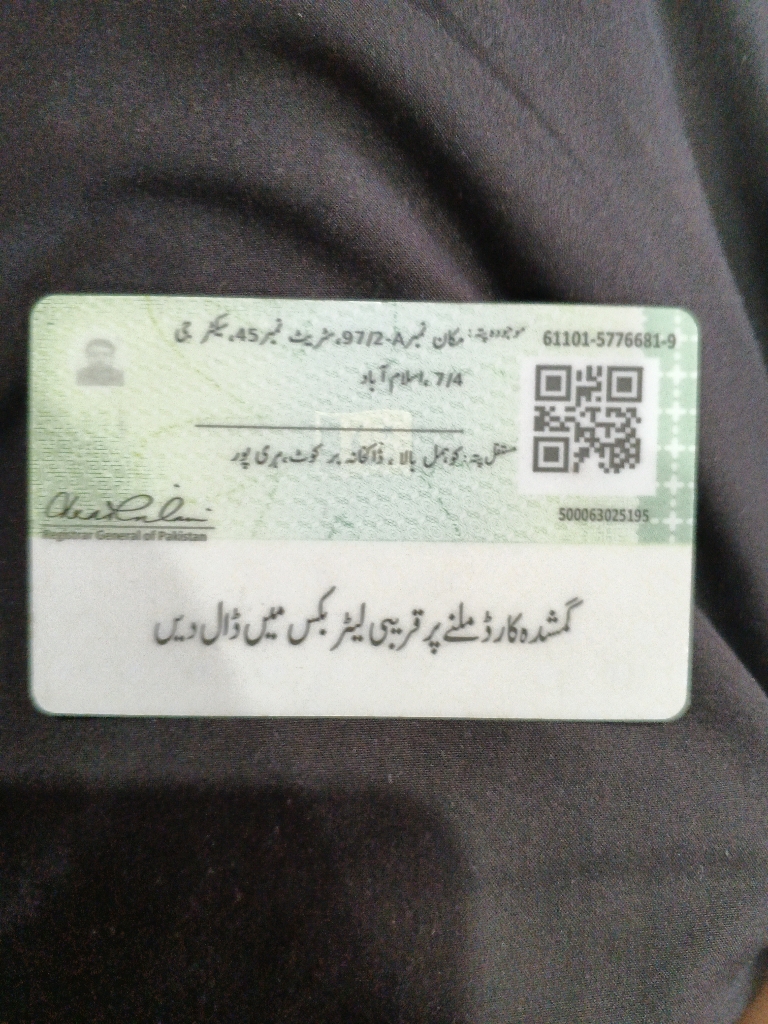 61101-5776681-9
موجودہ پتہ: مکان نمبر 97/2-A، سٹریٹ نمبر 45، سیکٹر جی
7/4، اسلام آباد
مستقل پتہ: کوہمل بالا، ڈاکخانہ بر کوٹ، ہری پور
500063025195
Registrar General of Pakistan
گمشدہ کارڈ ملنے پر قریبی لیٹر بکس میں ڈال دیں